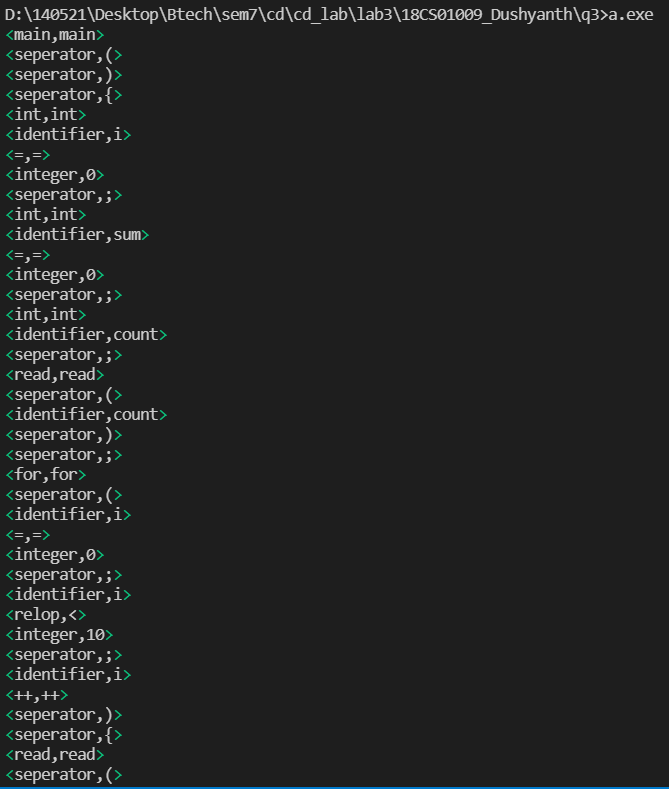 D:\140521\Desktop\Btech\sem7\cd\cd_lab\lab3\18CS01009_Dushyanth\q3>a.exe
<main,main>
<seperator,(>
<seperator,)>
<seperator,{>
<int,int>
<identifier,i>
<=,=>
<integer,0>
<seperator,;>
<int,int>
<identifier,sum>
<=,=>
<integer,0>
<seperator,;>
<int,int>
<identifier,count>
<seperator,;>
<read,read>
<seperator,(>
<identifier,count>
<seperator,)>
<seperator,;>
<for,for>
<seperator,(>
<identifier,i>
<=,=>
<integer,0>
<seperator,;>
<identifier,i>
<relop,<>
<integer,10>
<seperator,;>
<identifier,i>
<++,++>
<seperator,)>
<seperator,{>
<read,read>
<seperator,(>